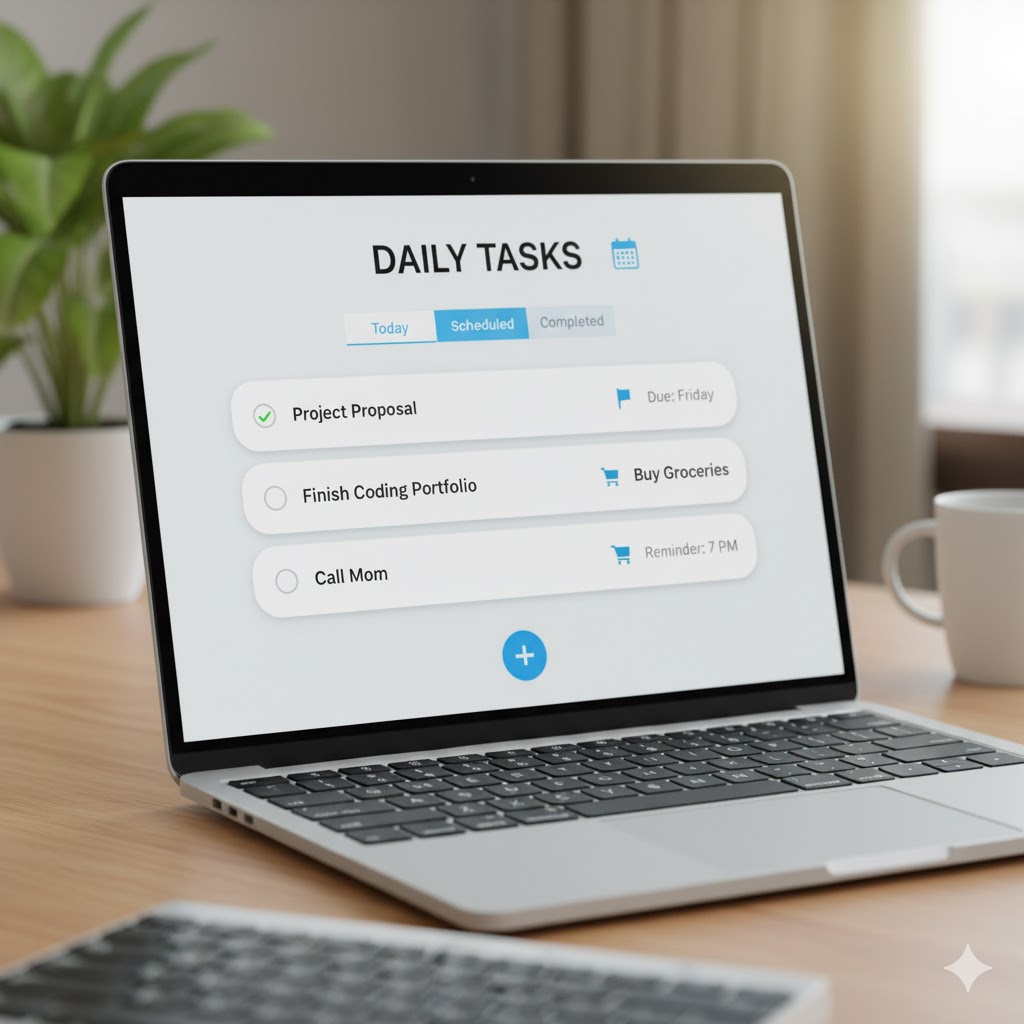 DAILY TASKS
Today Scheduled Completed
Project Proposal Due: Friday
Finish Coding Portfolio Buy Groceries
Call Mom Reminder: 7 PM